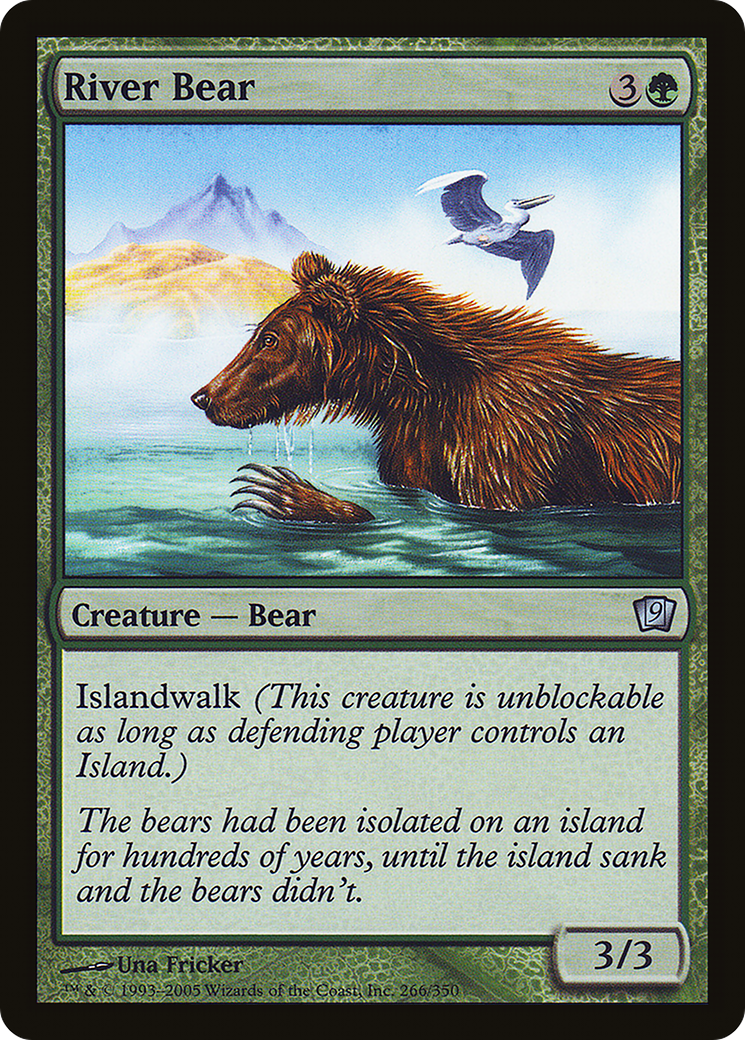 River Bear 3
Creature — Bear 9
Islandwalk (This creature is unblockable
as long as defending player controls an
Island.)
The bears had been isolated on an island
for hundreds of years, until the island sank
and the bears didn't.
3/3
Una Fricker
™ & © 1993–2005 Wizards of the Coast, Inc. 266/350